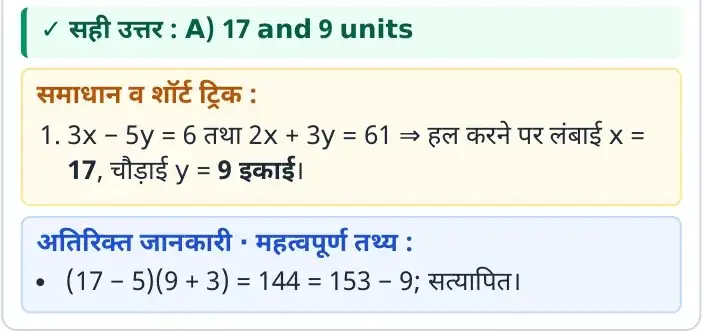 ✓ सही उत्तर : A) 17 and 9 units
समाधान व शॉर्ट ट्रिक :
1. 3x − 5y = 6 तथा 2x + 3y = 61 ⇒ हल करने पर लंबाई x =
17, चौड़ाई y = 9 इकाई।
अतिरिक्त जानकारी · महत्वपूर्ण तथ्य :
• (17 − 5)(9 + 3) = 144 = 153 − 9; सत्यापित।